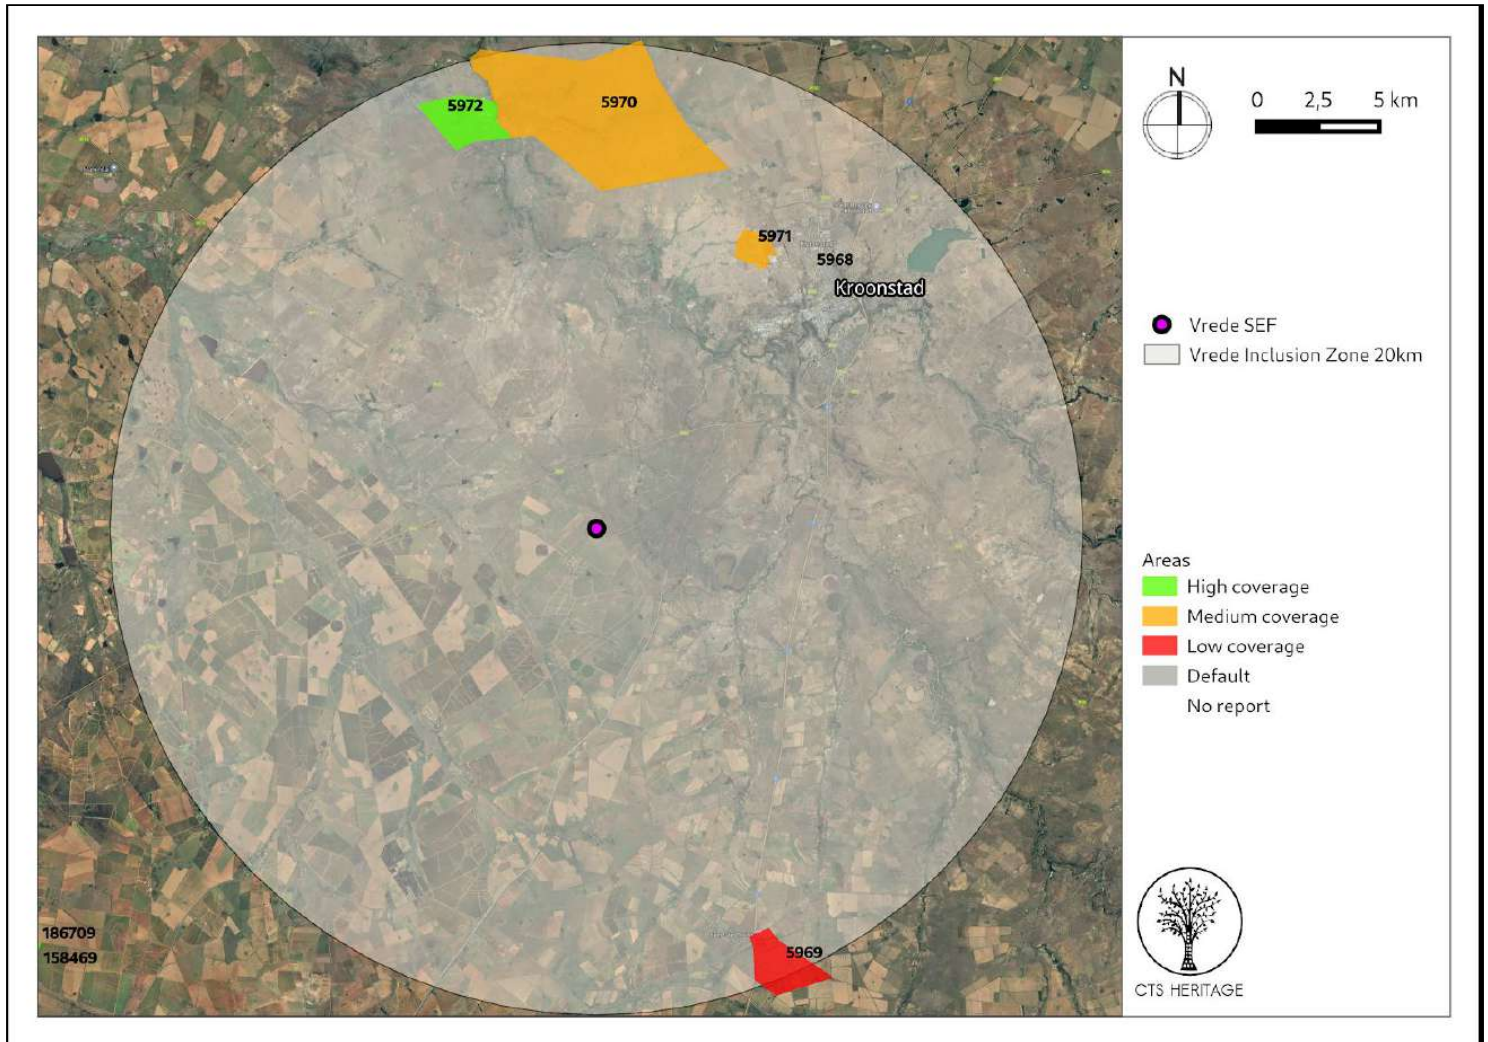 5972
5970
5971
5968
Kroonstad
5969
186709
158469
N
0 2,5 5 km
Vrede SEF
Vrede Inclusion Zone 20km
Areas
High coverage
Medium coverage
Low coverage
Default
No report
CTS HERITAGE